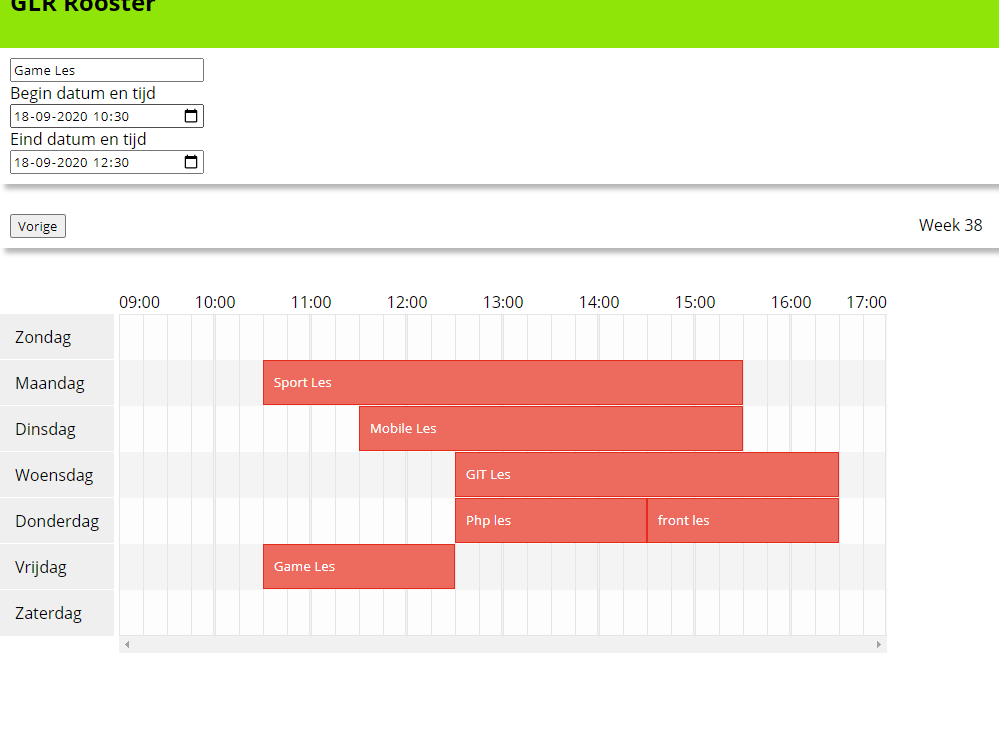 GLR Rooster
Game Les
Begin datum en tijd
18-09-2020 10:30
Eind datum en tijd
18-09-2020 12:30
Vorige
Week 38
09:00 10:00 11:00 12:00 13:00 14:00 15:00 16:00 17:00
Zondag
Maandag Sport Les
Dinsdag Mobile Les
Woensdag GIT Les
Donderdag Php les front les
Vrijdag Game Les
Zaterdag